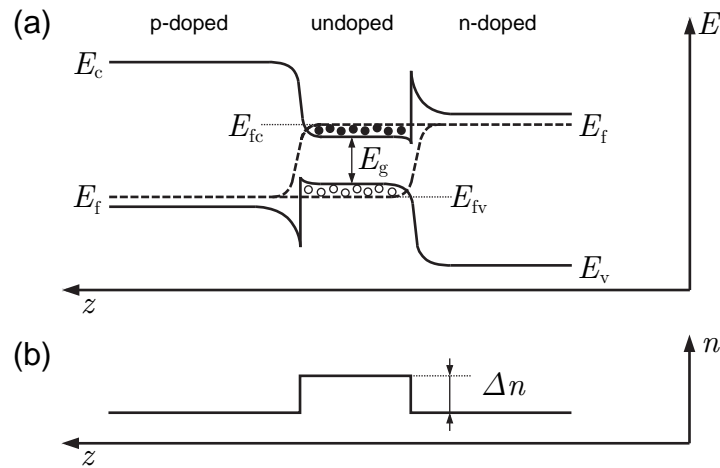 (a) p-doped undoped n-doped E
E_c
E_fc E_f
E_g
E_f E_fv
E_v
z
(b) n
Δn
z